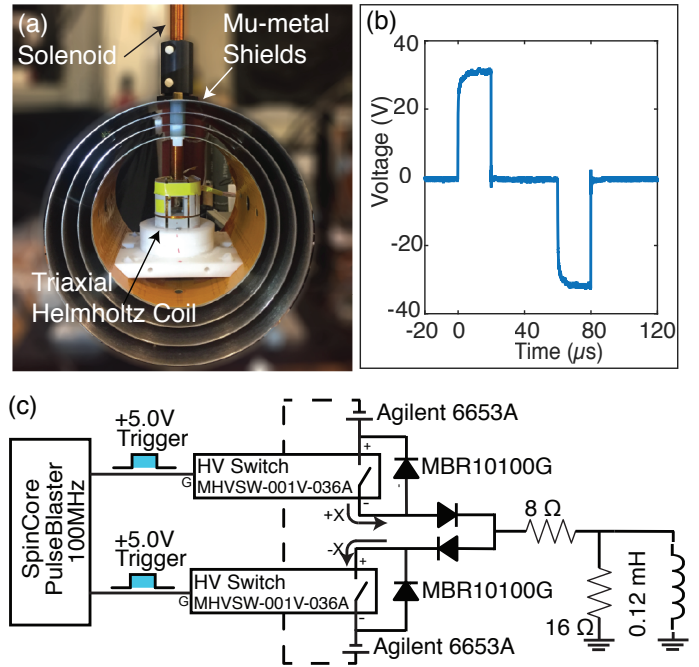 (a)
Solenoid
Mu-metal
Shields
Triaxial
Helmholtz Coil
(b)
Voltage (V)
40
20
0
-20
-40
-20
0
40
80
120
Time (µs)
(c)
SpinCore
PulseBlaster
100MHz
+5.0V
Trigger
G
HV Switch
MHVSW-001V-036A
+
-
Agilent 6653A
MBR10100G
+X
-X
8 Ω
+5.0V
Trigger
G
HV Switch
MHVSW-001V-036A
+
-
MBR10100G
Agilent 6653A
16 Ω
0.12 mH